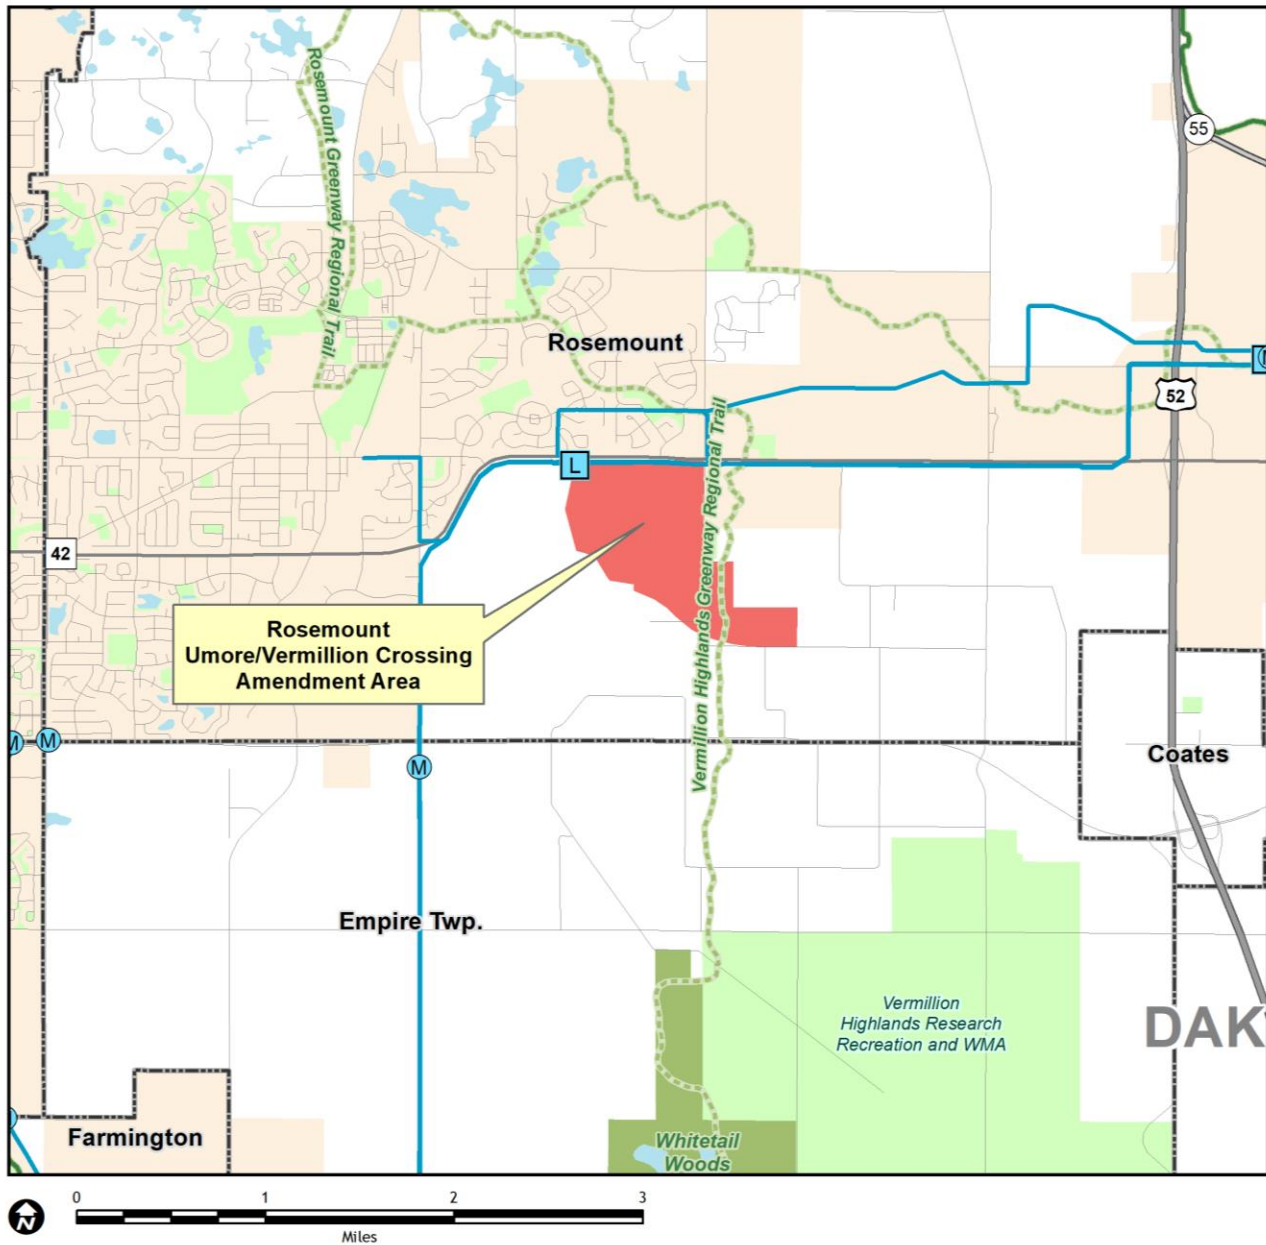 55
Rosemount Greenway Regional Trail
Rosemount
52
L
42
Vermillion Highlands Greenway Regional Trail
Rosemount
Umore/Vermillion Crossing
Amendment Area
M
M
M
Coates
Empire Twp.
Vermillion
Highlands Research
Recreation and WMA
DAK
Farmington
Whitetail
Woods
N
0 1 2 3
Miles